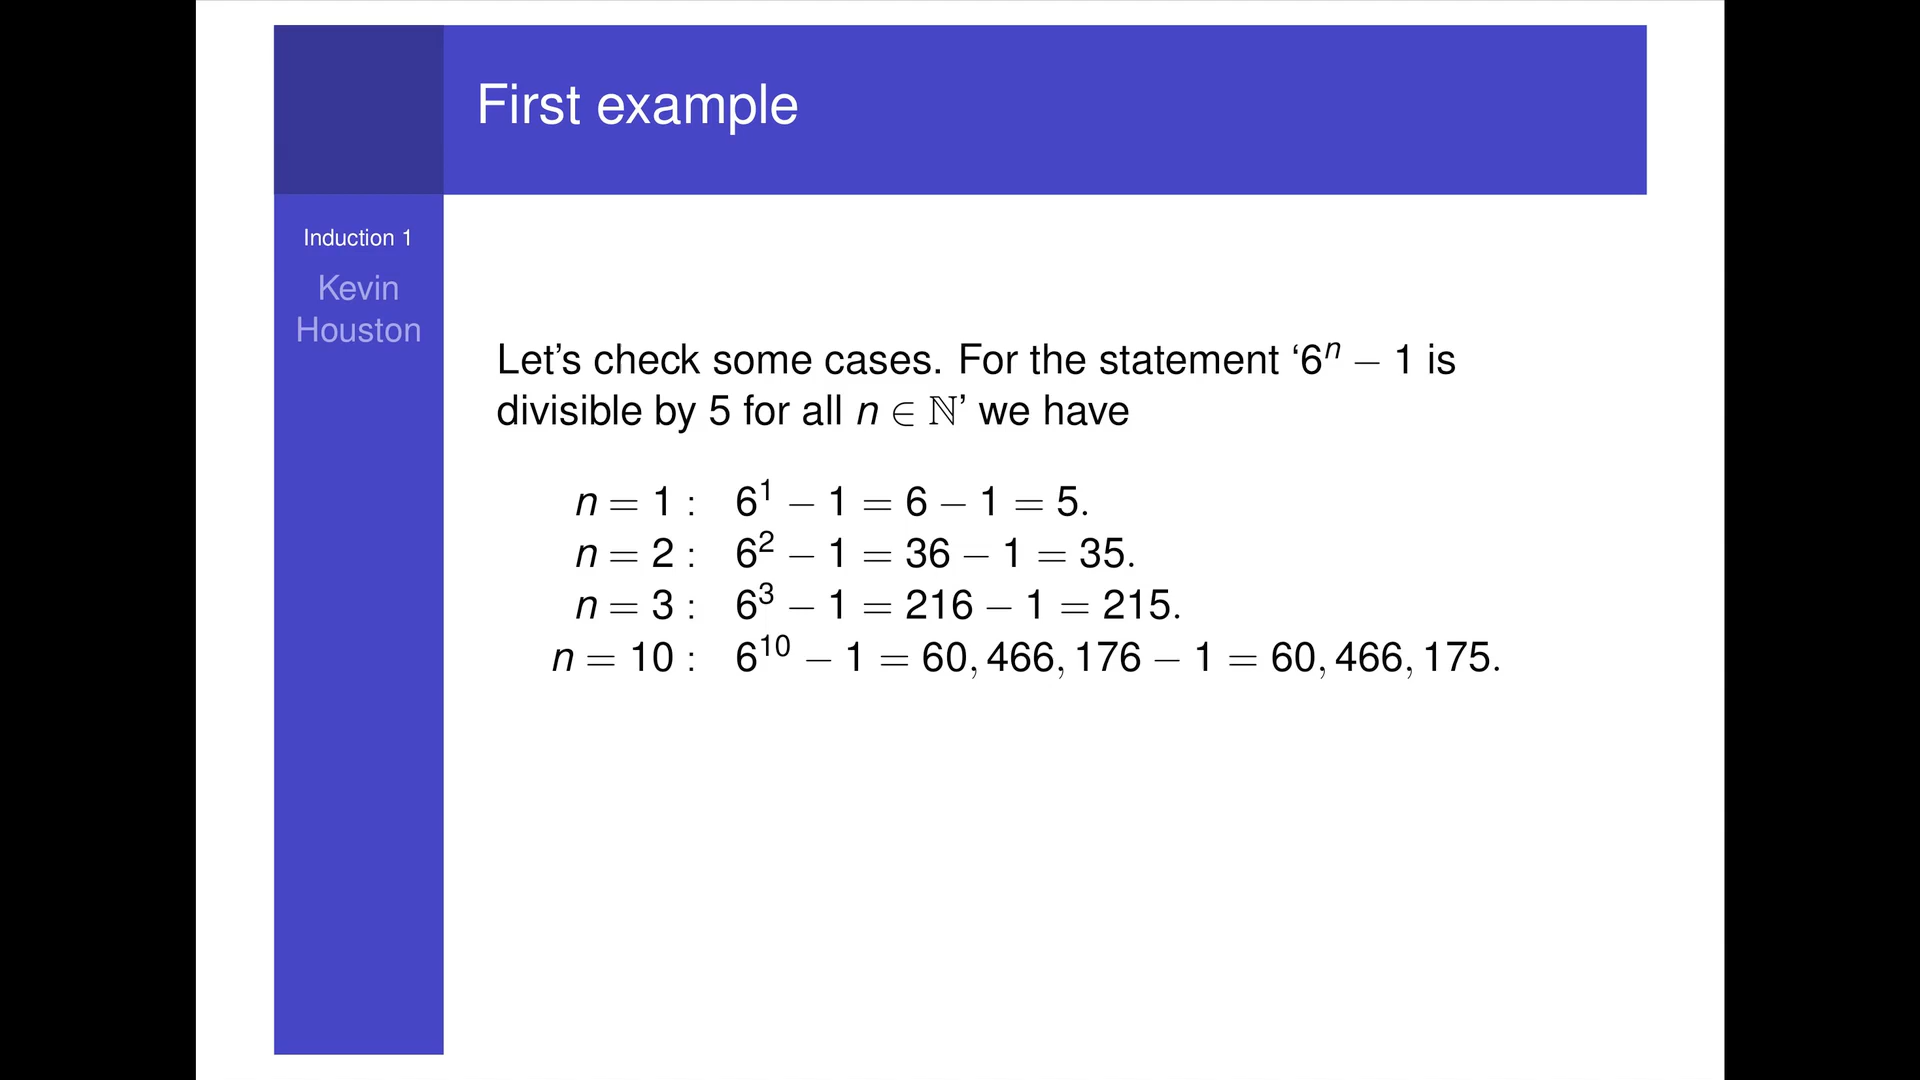 First example
Induction 1
Kevin
Houston
Let’s check some cases. For the statement ‘6ⁿ − 1 is
divisible by 5 for all n ∈ ℕ’ we have
n = 1 : 6¹ − 1 = 6 − 1 = 5.
n = 2 : 6² − 1 = 36 − 1 = 35.
n = 3 : 6³ − 1 = 216 − 1 = 215.
n = 10 : 6¹⁰ − 1 = 60, 466, 176 − 1 = 60, 466, 175.